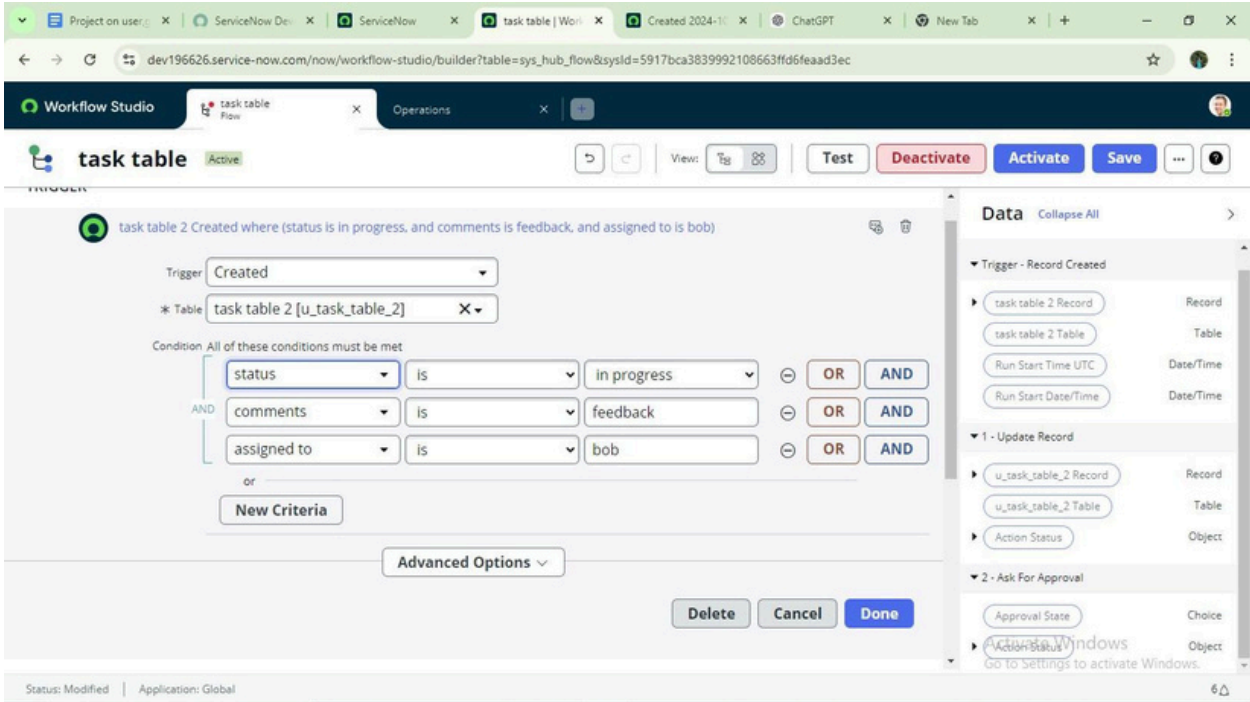 Project on user,
ServiceNow Dev
ServiceNow
task table | Work
Created 2024-10
ChatGPT
New Tab
dev196626.service-now.com/now/workflow-studio/builder?table=sys_hub_flow&sysId=5917bca3839992108663ffd6feaad3ec
Workflow Studio
task table
Flow
Operations
task table Active
View:
Test
Deactivate
Activate
Save
TRIGGER
task table 2 Created where (status is in progress, and comments is feedback, and assigned to is bob)
Trigger Created
* Table task table 2 [u_task_table_2]
Condition All of these conditions must be met
status is in progress OR AND
AND
comments is feedback OR AND
assigned to is bob OR AND
or
New Criteria
Advanced Options
Delete Cancel Done
Data Collapse All
Trigger - Record Created
task table 2 Record Record
task table 2 Table Table
Run Start Time UTC Date/Time
Run Start Date/Time Date/Time
1 - Update Record
u_task_table_2 Record Record
u_task_table_2 Table Table
Action Status Object
2 - Ask For Approval
Approval State Choice
Action Status Object
Activate Windows
Go to Settings to activate Windows.
Status: Modified | Application: Global
6